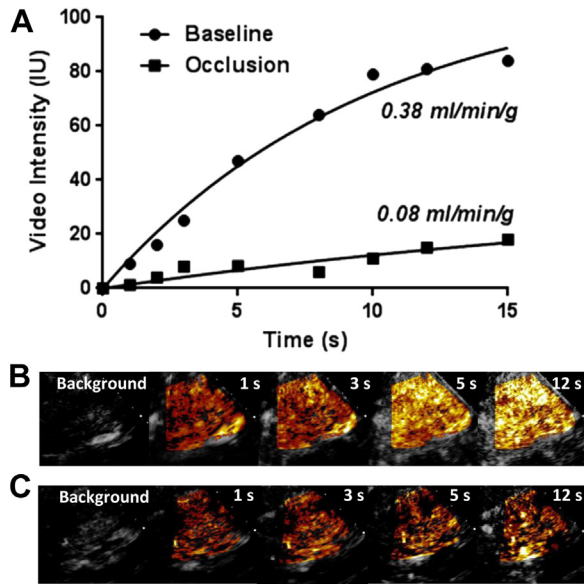 A
Baseline
Occlusion
Video Intensity (IU)
100
80
60
40
20
0
0.38 ml/min/g
0.08 ml/min/g
0 5 10 15
Time (s)
B
Background 1 s 3 s 5 s 12 s
C
Background 1 s 3 s 5 s 12 s